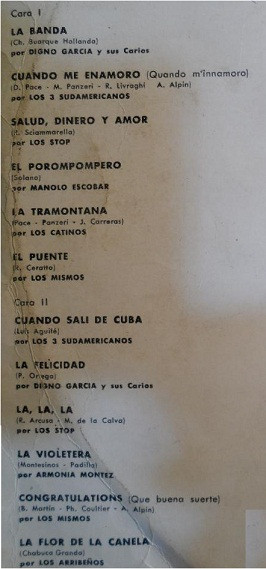 Cara I
LA BANDA
(Ch. Buarque Hollanda)
por DIGNO GARCIA y sus Carios
CUANDO ME ENAMORO (Quando m'innamoro)
(D. Pace - M. Panzeri - R. Livraghi A. Alpin)
por LOS 3 SUDAMERICANOS
SALUD, DINERO Y AMOR
(R. Sciammarella)
por LOS STOP
EL POROMPOMPERO
(Solano)
por MANOLO ESCOBAR
LA TRAMONTANA
(Pace - Panzeri - J. Carreras)
por LOS CATINOS
EL PUENTE
Ceratto)
por LOS MISMOS
Cara II
CUANDO SALI DE CUBA
(Luis Aguilé)
por LOS 3 SUDAMERICANOS
LA FELICIDAD
(P. Ortega)
por DIGNO GARCIA y sus Carios
LA, LA, LA
(R. Arcusa - M. de la Calva)
por LOS STOP
LA VIOLETERA
(Montesinos - Padilla)
por ARMONIA MONTEZ
CONGRATULATIONS (Que buena suerte)
(B. Martin - Ph. Coulter - A. Alpin)
por LOS MISMOS
LA FLOR DE LA CANELA
(Chabuca Granda)
por LOS ARRIBEÑOS